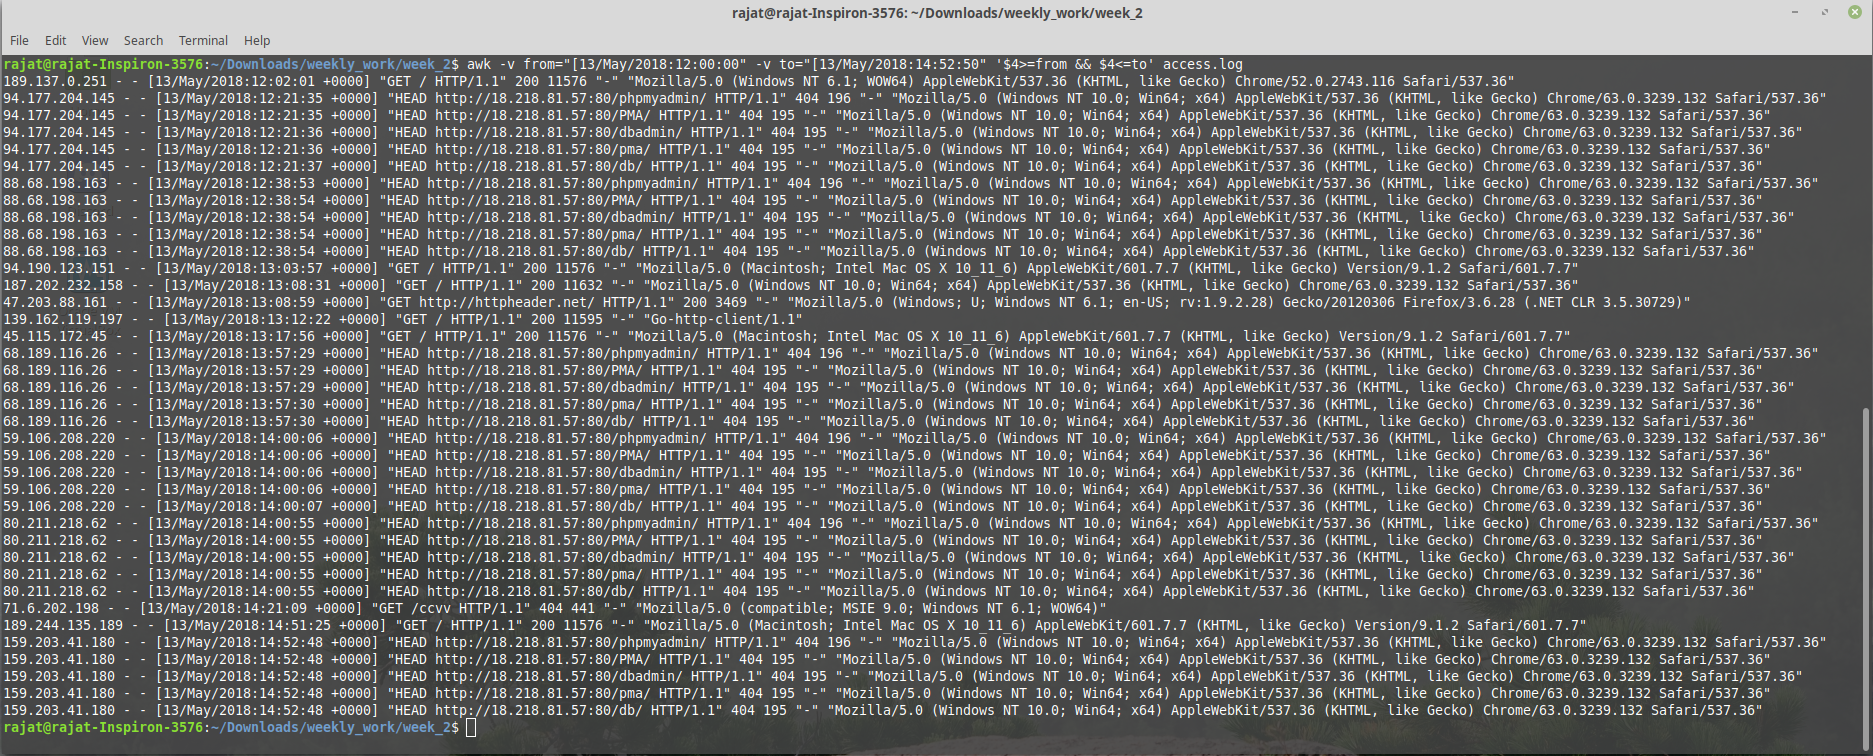 rajat@rajat-Inspiron-3576: ~/Downloads/weekly_work/week_2
File Edit View Search Terminal Help
rajat@rajat-Inspiron-3576:~/Downloads/weekly_work/week_2$ awk -v from="[13/May/2018:12:00:00" -v to="[13/May/2018:14:52:50" '$4>=from && $4<=to' access.log
189.137.0.251 - - [13/May/2018:12:02:01 +0000] "GET / HTTP/1.1" 200 11576 "-" "Mozilla/5.0 (Windows NT 6.1; WOW64) AppleWebKit/537.36 (KHTML, like Gecko) Chrome/52.0.2743.116 Safari/537.36"
94.177.204.145 - - [13/May/2018:12:21:35 +0000] "HEAD http://18.218.81.57:80/phpmyadmin/ HTTP/1.1" 404 196 "-" "Mozilla/5.0 (Windows NT 10.0; Win64; x64) AppleWebKit/537.36 (KHTML, like Gecko) Chrome/63.0.3239.132 Safari/537.36"
94.177.204.145 - - [13/May/2018:12:21:35 +0000] "HEAD http://18.218.81.57:80/PMA/ HTTP/1.1" 404 195 "-" "Mozilla/5.0 (Windows NT 10.0; Win64; x64) AppleWebKit/537.36 (KHTML, like Gecko) Chrome/63.0.3239.132 Safari/537.36"
94.177.204.145 - - [13/May/2018:12:21:36 +0000] "HEAD http://18.218.81.57:80/dbadmin/ HTTP/1.1" 404 195 "-" "Mozilla/5.0 (Windows NT 10.0; Win64; x64) AppleWebKit/537.36 (KHTML, like Gecko) Chrome/63.0.3239.132 Safari/537.36"
94.177.204.145 - - [13/May/2018:12:21:36 +0000] "HEAD http://18.218.81.57:80/pma/ HTTP/1.1" 404 195 "-" "Mozilla/5.0 (Windows NT 10.0; Win64; x64) AppleWebKit/537.36 (KHTML, like Gecko) Chrome/63.0.3239.132 Safari/537.36"
94.177.204.145 - - [13/May/2018:12:21:37 +0000] "HEAD http://18.218.81.57:80/db/ HTTP/1.1" 404 195 "-" "Mozilla/5.0 (Windows NT 10.0; Win64; x64) AppleWebKit/537.36 (KHTML, like Gecko) Chrome/63.0.3239.132 Safari/537.36"
88.68.198.163 - - [13/May/2018:12:38:53 +0000] "HEAD http://18.218.81.57:80/phpmyadmin/ HTTP/1.1" 404 196 "-" "Mozilla/5.0 (Windows NT 10.0; Win64; x64) AppleWebKit/537.36 (KHTML, like Gecko) Chrome/63.0.3239.132 Safari/537.36"
88.68.198.163 - - [13/May/2018:12:38:54 +0000] "HEAD http://18.218.81.57:80/PMA/ HTTP/1.1" 404 195 "-" "Mozilla/5.0 (Windows NT 10.0; Win64; x64) AppleWebKit/537.36 (KHTML, like Gecko) Chrome/63.0.3239.132 Safari/537.36"
88.68.198.163 - - [13/May/2018:12:38:54 +0000] "HEAD http://18.218.81.57:80/dbadmin/ HTTP/1.1" 404 195 "-" "Mozilla/5.0 (Windows NT 10.0; Win64; x64) AppleWebKit/537.36 (KHTML, like Gecko) Chrome/63.0.3239.132 Safari/537.36"
88.68.198.163 - - [13/May/2018:12:38:54 +0000] "HEAD http://18.218.81.57:80/pma/ HTTP/1.1" 404 195 "-" "Mozilla/5.0 (Windows NT 10.0; Win64; x64) AppleWebKit/537.36 (KHTML, like Gecko) Chrome/63.0.3239.132 Safari/537.36"
88.68.198.163 - - [13/May/2018:12:38:54 +0000] "HEAD http://18.218.81.57:80/db/ HTTP/1.1" 404 195 "-" "Mozilla/5.0 (Windows NT 10.0; Win64; x64) AppleWebKit/537.36 (KHTML, like Gecko) Chrome/63.0.3239.132 Safari/537.36"
94.190.123.151 - - [13/May/2018:13:03:57 +0000] "GET / HTTP/1.1" 200 11576 "-" "Mozilla/5.0 (Macintosh; Intel Mac OS X 10_11_6) AppleWebKit/601.7.7 (KHTML, like Gecko) Version/9.1.2 Safari/601.7.7"
187.202.232.158 - - [13/May/2018:13:08:31 +0000] "GET / HTTP/1.1" 200 11632 "-" "Mozilla/5.0 (Windows NT 10.0; Win64; x64) AppleWebKit/537.36 (KHTML, like Gecko) Chrome/63.0.3239.132 Safari/537.36"
47.203.88.161 - - [13/May/2018:13:08:59 +0000] "GET http://httpheader.net/ HTTP/1.1" 200 3469 "-" "Mozilla/5.0 (Windows; U; Windows NT 6.1; en-US; rv:1.9.2.28) Gecko/20120306 Firefox/3.6.28 (.NET CLR 3.5.30729)"
139.162.119.197 - - [13/May/2018:13:12:22 +0000] "GET / HTTP/1.1" 200 11595 "-" "Go-http-client/1.1"
45.115.172.45 - - [13/May/2018:13:17:56 +0000] "GET / HTTP/1.1" 200 11576 "-" "Mozilla/5.0 (Macintosh; Intel Mac OS X 10_11_6) AppleWebKit/601.7.7 (KHTML, like Gecko) Version/9.1.2 Safari/601.7.7"
68.189.116.26 - - [13/May/2018:13:57:29 +0000] "HEAD http://18.218.81.57:80/phpmyadmin/ HTTP/1.1" 404 196 "-" "Mozilla/5.0 (Windows NT 10.0; Win64; x64) AppleWebKit/537.36 (KHTML, like Gecko) Chrome/63.0.3239.132 Safari/537.36"
68.189.116.26 - - [13/May/2018:13:57:29 +0000] "HEAD http://18.218.81.57:80/PMA/ HTTP/1.1" 404 195 "-" "Mozilla/5.0 (Windows NT 10.0; Win64; x64) AppleWebKit/537.36 (KHTML, like Gecko) Chrome/63.0.3239.132 Safari/537.36"
68.189.116.26 - - [13/May/2018:13:57:29 +0000] "HEAD http://18.218.81.57:80/dbadmin/ HTTP/1.1" 404 195 "-" "Mozilla/5.0 (Windows NT 10.0; Win64; x64) AppleWebKit/537.36 (KHTML, like Gecko) Chrome/63.0.3239.132 Safari/537.36"
68.189.116.26 - - [13/May/2018:13:57:30 +0000] "HEAD http://18.218.81.57:80/pma/ HTTP/1.1" 404 195 "-" "Mozilla/5.0 (Windows NT 10.0; Win64; x64) AppleWebKit/537.36 (KHTML, like Gecko) Chrome/63.0.3239.132 Safari/537.36"
68.189.116.26 - - [13/May/2018:13:57:30 +0000] "HEAD http://18.218.81.57:80/db/ HTTP/1.1" 404 195 "-" "Mozilla/5.0 (Windows NT 10.0; Win64; x64) AppleWebKit/537.36 (KHTML, like Gecko) Chrome/63.0.3239.132 Safari/537.36"
59.106.208.220 - - [13/May/2018:14:00:06 +0000] "HEAD http://18.218.81.57:80/phpmyadmin/ HTTP/1.1" 404 196 "-" "Mozilla/5.0 (Windows NT 10.0; Win64; x64) AppleWebKit/537.36 (KHTML, like Gecko) Chrome/63.0.3239.132 Safari/537.36"
59.106.208.220 - - [13/May/2018:14:00:06 +0000] "HEAD http://18.218.81.57:80/PMA/ HTTP/1.1" 404 195 "-" "Mozilla/5.0 (Windows NT 10.0; Win64; x64) AppleWebKit/537.36 (KHTML, like Gecko) Chrome/63.0.3239.132 Safari/537.36"
59.106.208.220 - - [13/May/2018:14:00:06 +0000] "HEAD http://18.218.81.57:80/dbadmin/ HTTP/1.1" 404 195 "-" "Mozilla/5.0 (Windows NT 10.0; Win64; x64) AppleWebKit/537.36 (KHTML, like Gecko) Chrome/63.0.3239.132 Safari/537.36"
59.106.208.220 - - [13/May/2018:14:00:06 +0000] "HEAD http://18.218.81.57:80/pma/ HTTP/1.1" 404 195 "-" "Mozilla/5.0 (Windows NT 10.0; Win64; x64) AppleWebKit/537.36 (KHTML, like Gecko) Chrome/63.0.3239.132 Safari/537.36"
59.106.208.220 - - [13/May/2018:14:00:07 +0000] "HEAD http://18.218.81.57:80/db/ HTTP/1.1" 404 195 "-" "Mozilla/5.0 (Windows NT 10.0; Win64; x64) AppleWebKit/537.36 (KHTML, like Gecko) Chrome/63.0.3239.132 Safari/537.36"
80.211.218.62 - - [13/May/2018:14:00:55 +0000] "HEAD http://18.218.81.57:80/phpmyadmin/ HTTP/1.1" 404 196 "-" "Mozilla/5.0 (Windows NT 10.0; Win64; x64) AppleWebKit/537.36 (KHTML, like Gecko) Chrome/63.0.3239.132 Safari/537.36"
80.211.218.62 - - [13/May/2018:14:00:55 +0000] "HEAD http://18.218.81.57:80/PMA/ HTTP/1.1" 404 195 "-" "Mozilla/5.0 (Windows NT 10.0; Win64; x64) AppleWebKit/537.36 (KHTML, like Gecko) Chrome/63.0.3239.132 Safari/537.36"
80.211.218.62 - - [13/May/2018:14:00:55 +0000] "HEAD http://18.218.81.57:80/dbadmin/ HTTP/1.1" 404 195 "-" "Mozilla/5.0 (Windows NT 10.0; Win64; x64) AppleWebKit/537.36 (KHTML, like Gecko) Chrome/63.0.3239.132 Safari/537.36"
80.211.218.62 - - [13/May/2018:14:00:55 +0000] "HEAD http://18.218.81.57:80/pma/ HTTP/1.1" 404 195 "-" "Mozilla/5.0 (Windows NT 10.0; Win64; x64) AppleWebKit/537.36 (KHTML, like Gecko) Chrome/63.0.3239.132 Safari/537.36"
80.211.218.62 - - [13/May/2018:14:00:55 +0000] "HEAD http://18.218.81.57:80/db/ HTTP/1.1" 404 195 "-" "Mozilla/5.0 (Windows NT 10.0; Win64; x64) AppleWebKit/537.36 (KHTML, like Gecko) Chrome/63.0.3239.132 Safari/537.36"
71.6.202.198 - - [13/May/2018:14:21:09 +0000] "GET /ccvv HTTP/1.1" 404 441 "-" "Mozilla/5.0 (compatible; MSIE 9.0; Windows NT 6.1; WOW64)"
189.244.135.189 - - [13/May/2018:14:51:25 +0000] "GET / HTTP/1.1" 200 11576 "-" "Mozilla/5.0 (Macintosh; Intel Mac OS X 10_11_6) AppleWebKit/601.7.7 (KHTML, like Gecko) Version/9.1.2 Safari/601.7.7"
159.203.41.180 - - [13/May/2018:14:52:48 +0000] "HEAD http://18.218.81.57:80/phpmyadmin/ HTTP/1.1" 404 196 "-" "Mozilla/5.0 (Windows NT 10.0; Win64; x64) AppleWebKit/537.36 (KHTML, like Gecko) Chrome/63.0.3239.132 Safari/537.36"
159.203.41.180 - - [13/May/2018:14:52:48 +0000] "HEAD http://18.218.81.57:80/PMA/ HTTP/1.1" 404 195 "-" "Mozilla/5.0 (Windows NT 10.0; Win64; x64) AppleWebKit/537.36 (KHTML, like Gecko) Chrome/63.0.3239.132 Safari/537.36"
159.203.41.180 - - [13/May/2018:14:52:48 +0000] "HEAD http://18.218.81.57:80/dbadmin/ HTTP/1.1" 404 195 "-" "Mozilla/5.0 (Windows NT 10.0; Win64; x64) AppleWebKit/537.36 (KHTML, like Gecko) Chrome/63.0.3239.132 Safari/537.36"
159.203.41.180 - - [13/May/2018:14:52:48 +0000] "HEAD http://18.218.81.57:80/pma/ HTTP/1.1" 404 195 "-" "Mozilla/5.0 (Windows NT 10.0; Win64; x64) AppleWebKit/537.36 (KHTML, like Gecko) Chrome/63.0.3239.132 Safari/537.36"
159.203.41.180 - - [13/May/2018:14:52:48 +0000] "HEAD http://18.218.81.57:80/db/ HTTP/1.1" 404 195 "-" "Mozilla/5.0 (Windows NT 10.0; Win64; x64) AppleWebKit/537.36 (KHTML, like Gecko) Chrome/63.0.3239.132 Safari/537.36"
rajat@rajat-Inspiron-3576:~/Downloads/weekly_work/week_2$